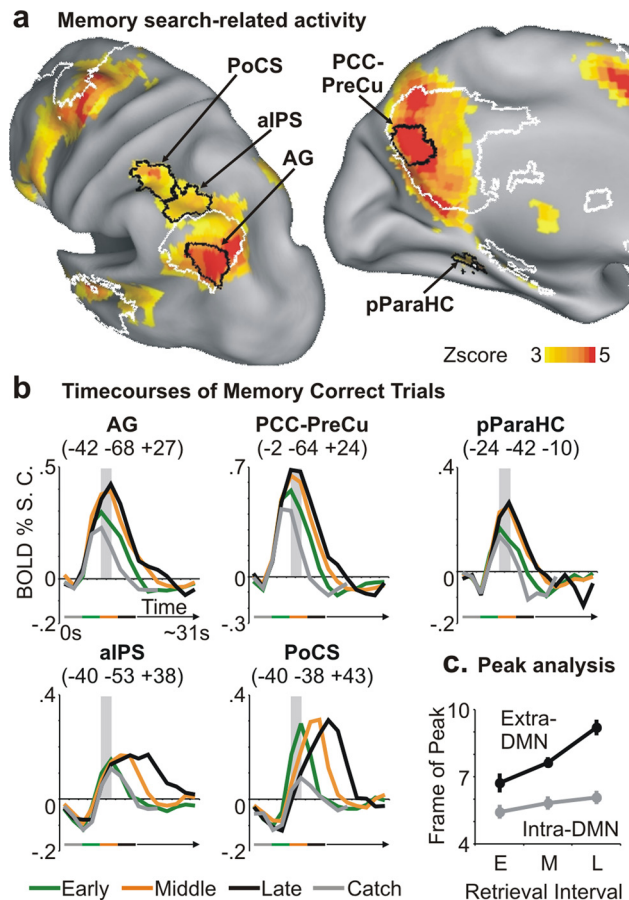 a Memory search-related activity
PoCS
aIPS
AG
PCC-
PreCu
pParaHC
Zscore 3 5
b Timecourses of Memory Correct Trials
AG PCC-PreCu pParaHC
(-42 -68 +27) (-2 -64 +24) (-24 -42 -10)
.5 .7 .4
BOLD % S. C.
0 0 0
Time
-.2 -.3 -.2
0s ~31s
aIPS PoCS
(-40 -53 +38) (-40 -38 +43)
.4 .4
0 0
-.2 -.2
c. Peak analysis
10
Extra-
DMN
7
Frame of Peak
Intra-DMN
4
E M L
Retrieval Interval
Early Middle Late Catch